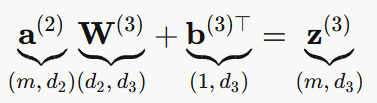 a⁽²⁾ W⁽³⁾ + b⁽³⁾⊤ = z⁽³⁾
(m, d₂) (d₂, d₃) (1, d₃) (m, d₃)